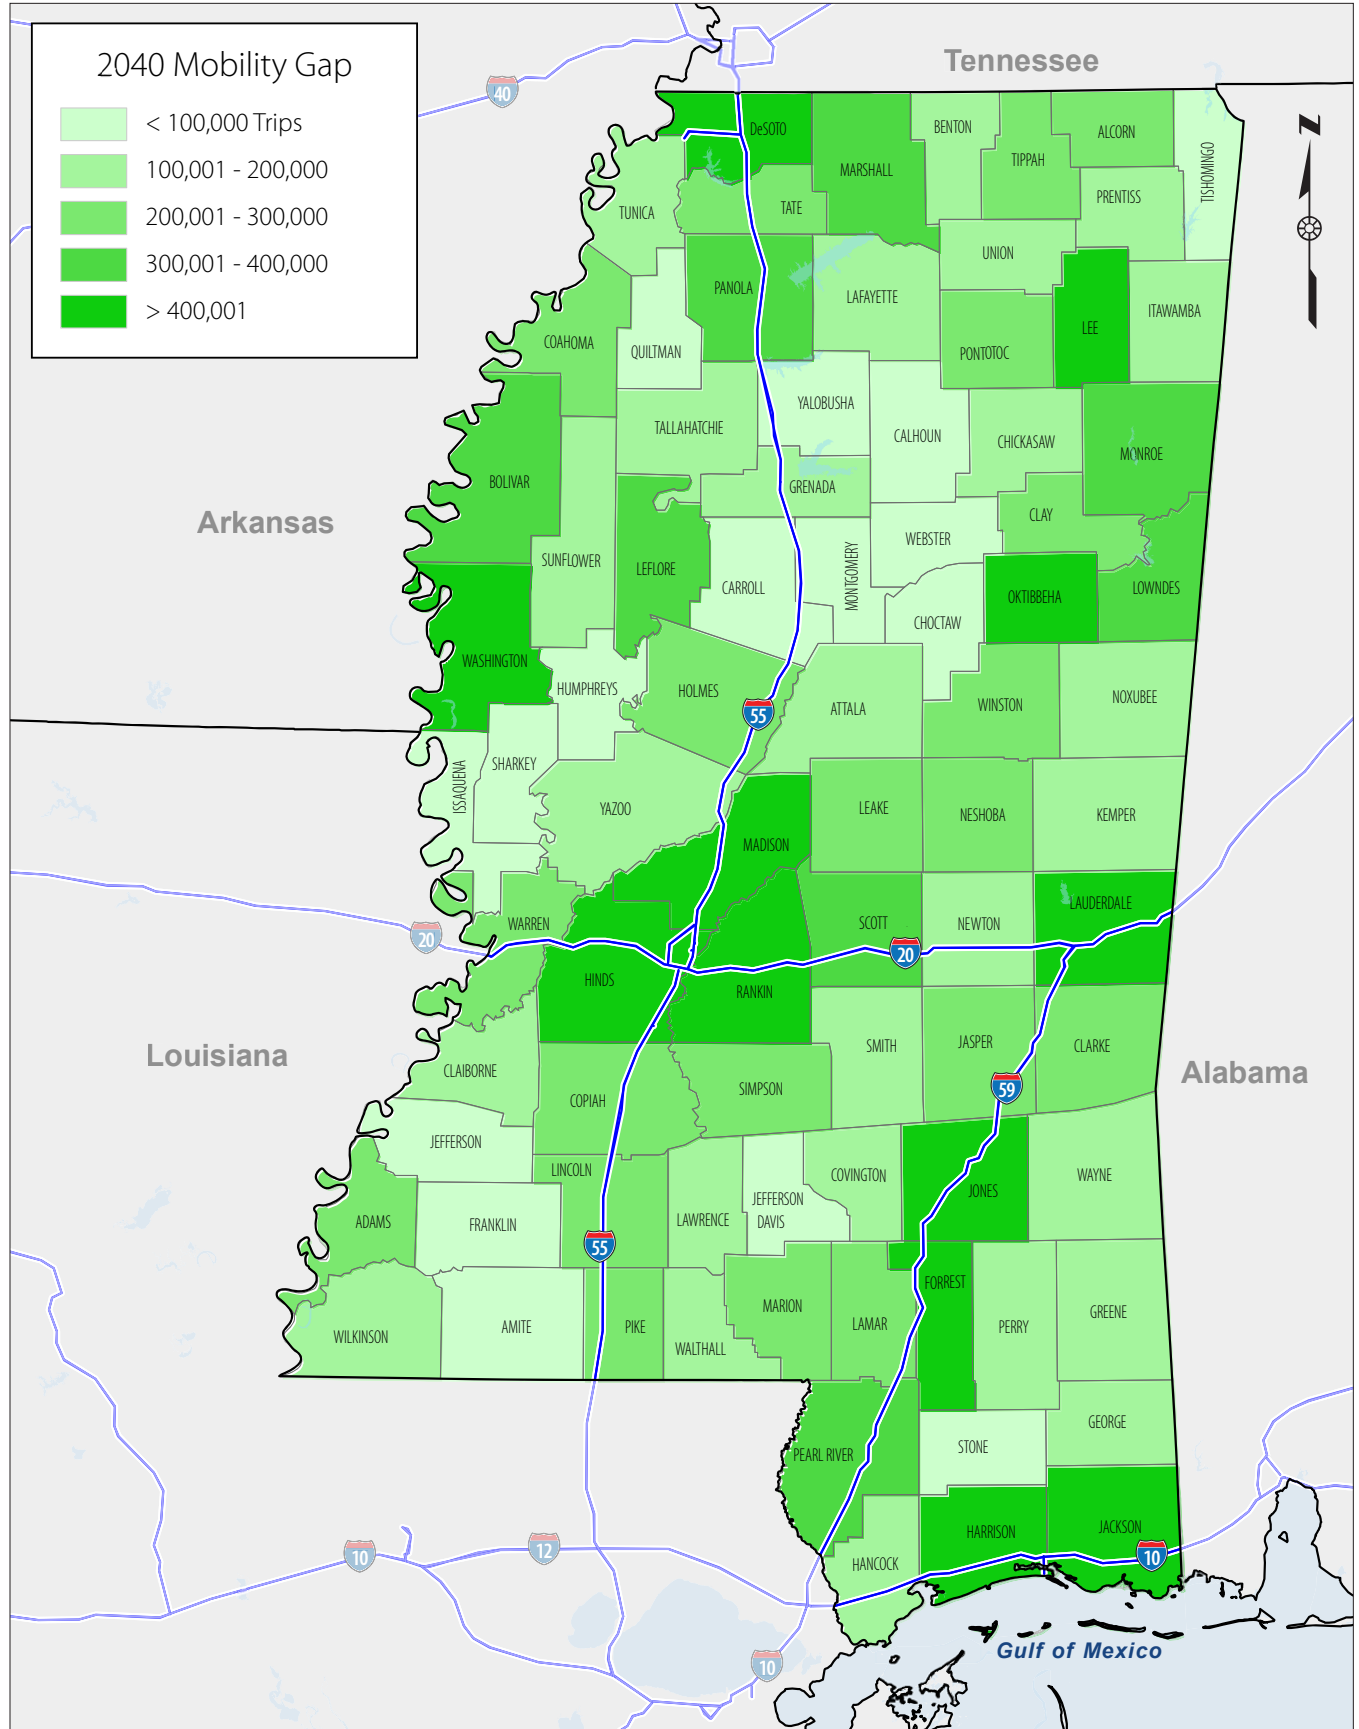 2040 Mobility Gap
< 100,000 Trips
100,001 - 200,000
200,001 - 300,000
300,001 - 400,000
> 400,001
Tennessee
40
N
DeSOTO
BENTON
ALCORN
TIPPAH
MARSHALL
TISHOMINGO
PRENTISS
TUNICA
TATE
UNION
PANOLA
LAFAYETTE
ITAWAMBA
LEE
COAHOMA
QUILTMAN
PONTOTOC
YALOBUSHA
TALLAHATCHIE
CALHOUN
CHICKASAW
MONROE
BOLIVAR
GRENADA
CLAY
Arkansas
WEBSTER
SUNFLOWER
LEFLORE
MONTGOMERY
CARROLL
OKTIBBEHA
LOWNDES
CHOCTAW
WASHINGTON
HUMPHREYS
HOLMES
WINSTON
NOXUBEE
ATTALA
55
SHARKEY
ISSAQUENA
YAZOO
LEAKE
NESHOBA
KEMPER
MADISON
LAUDERDALE
WARREN
SCOTT
NEWTON
20
20
HINDS
RANKIN
Louisiana
SMITH
JASPER
CLARKE
CLAIBORNE
Alabama
SIMPSON
59
COPIAH
JEFFERSON
LINCOLN
COVINGTON
WAYNE
JONES
JEFFERSON
DAVIS
ADAMS
FRANKLIN
LAWRENCE
55
FORREST
MARION
GREENE
WILKINSON
AMITE
PIKE
LAMAR
PERRY
WALTHALL
GEORGE
STONE
PEARL RIVER
HARRISON
JACKSON
10
12
10
HANCOCK
Gulf of Mexico
10